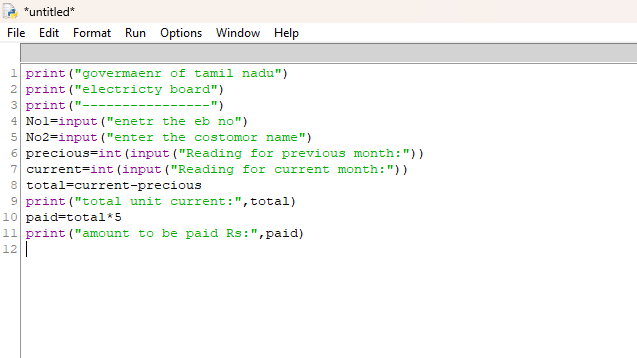 *untitled*
File Edit Format Run Options Window Help
1 print("govermaenr of tamil nadu")
2 print("electricty board")
3 print("----------------")
4 No1=input("enetr the eb no")
5 No2=input("enter the costomor name")
6 precious=int(input("Reading for previous month:"))
7 current=int(input("Reading for current month:"))
8 total=current-precious
9 print("total unit current:",total)
10 paid=total*5
11 print("amount to be paid Rs:",paid)
12